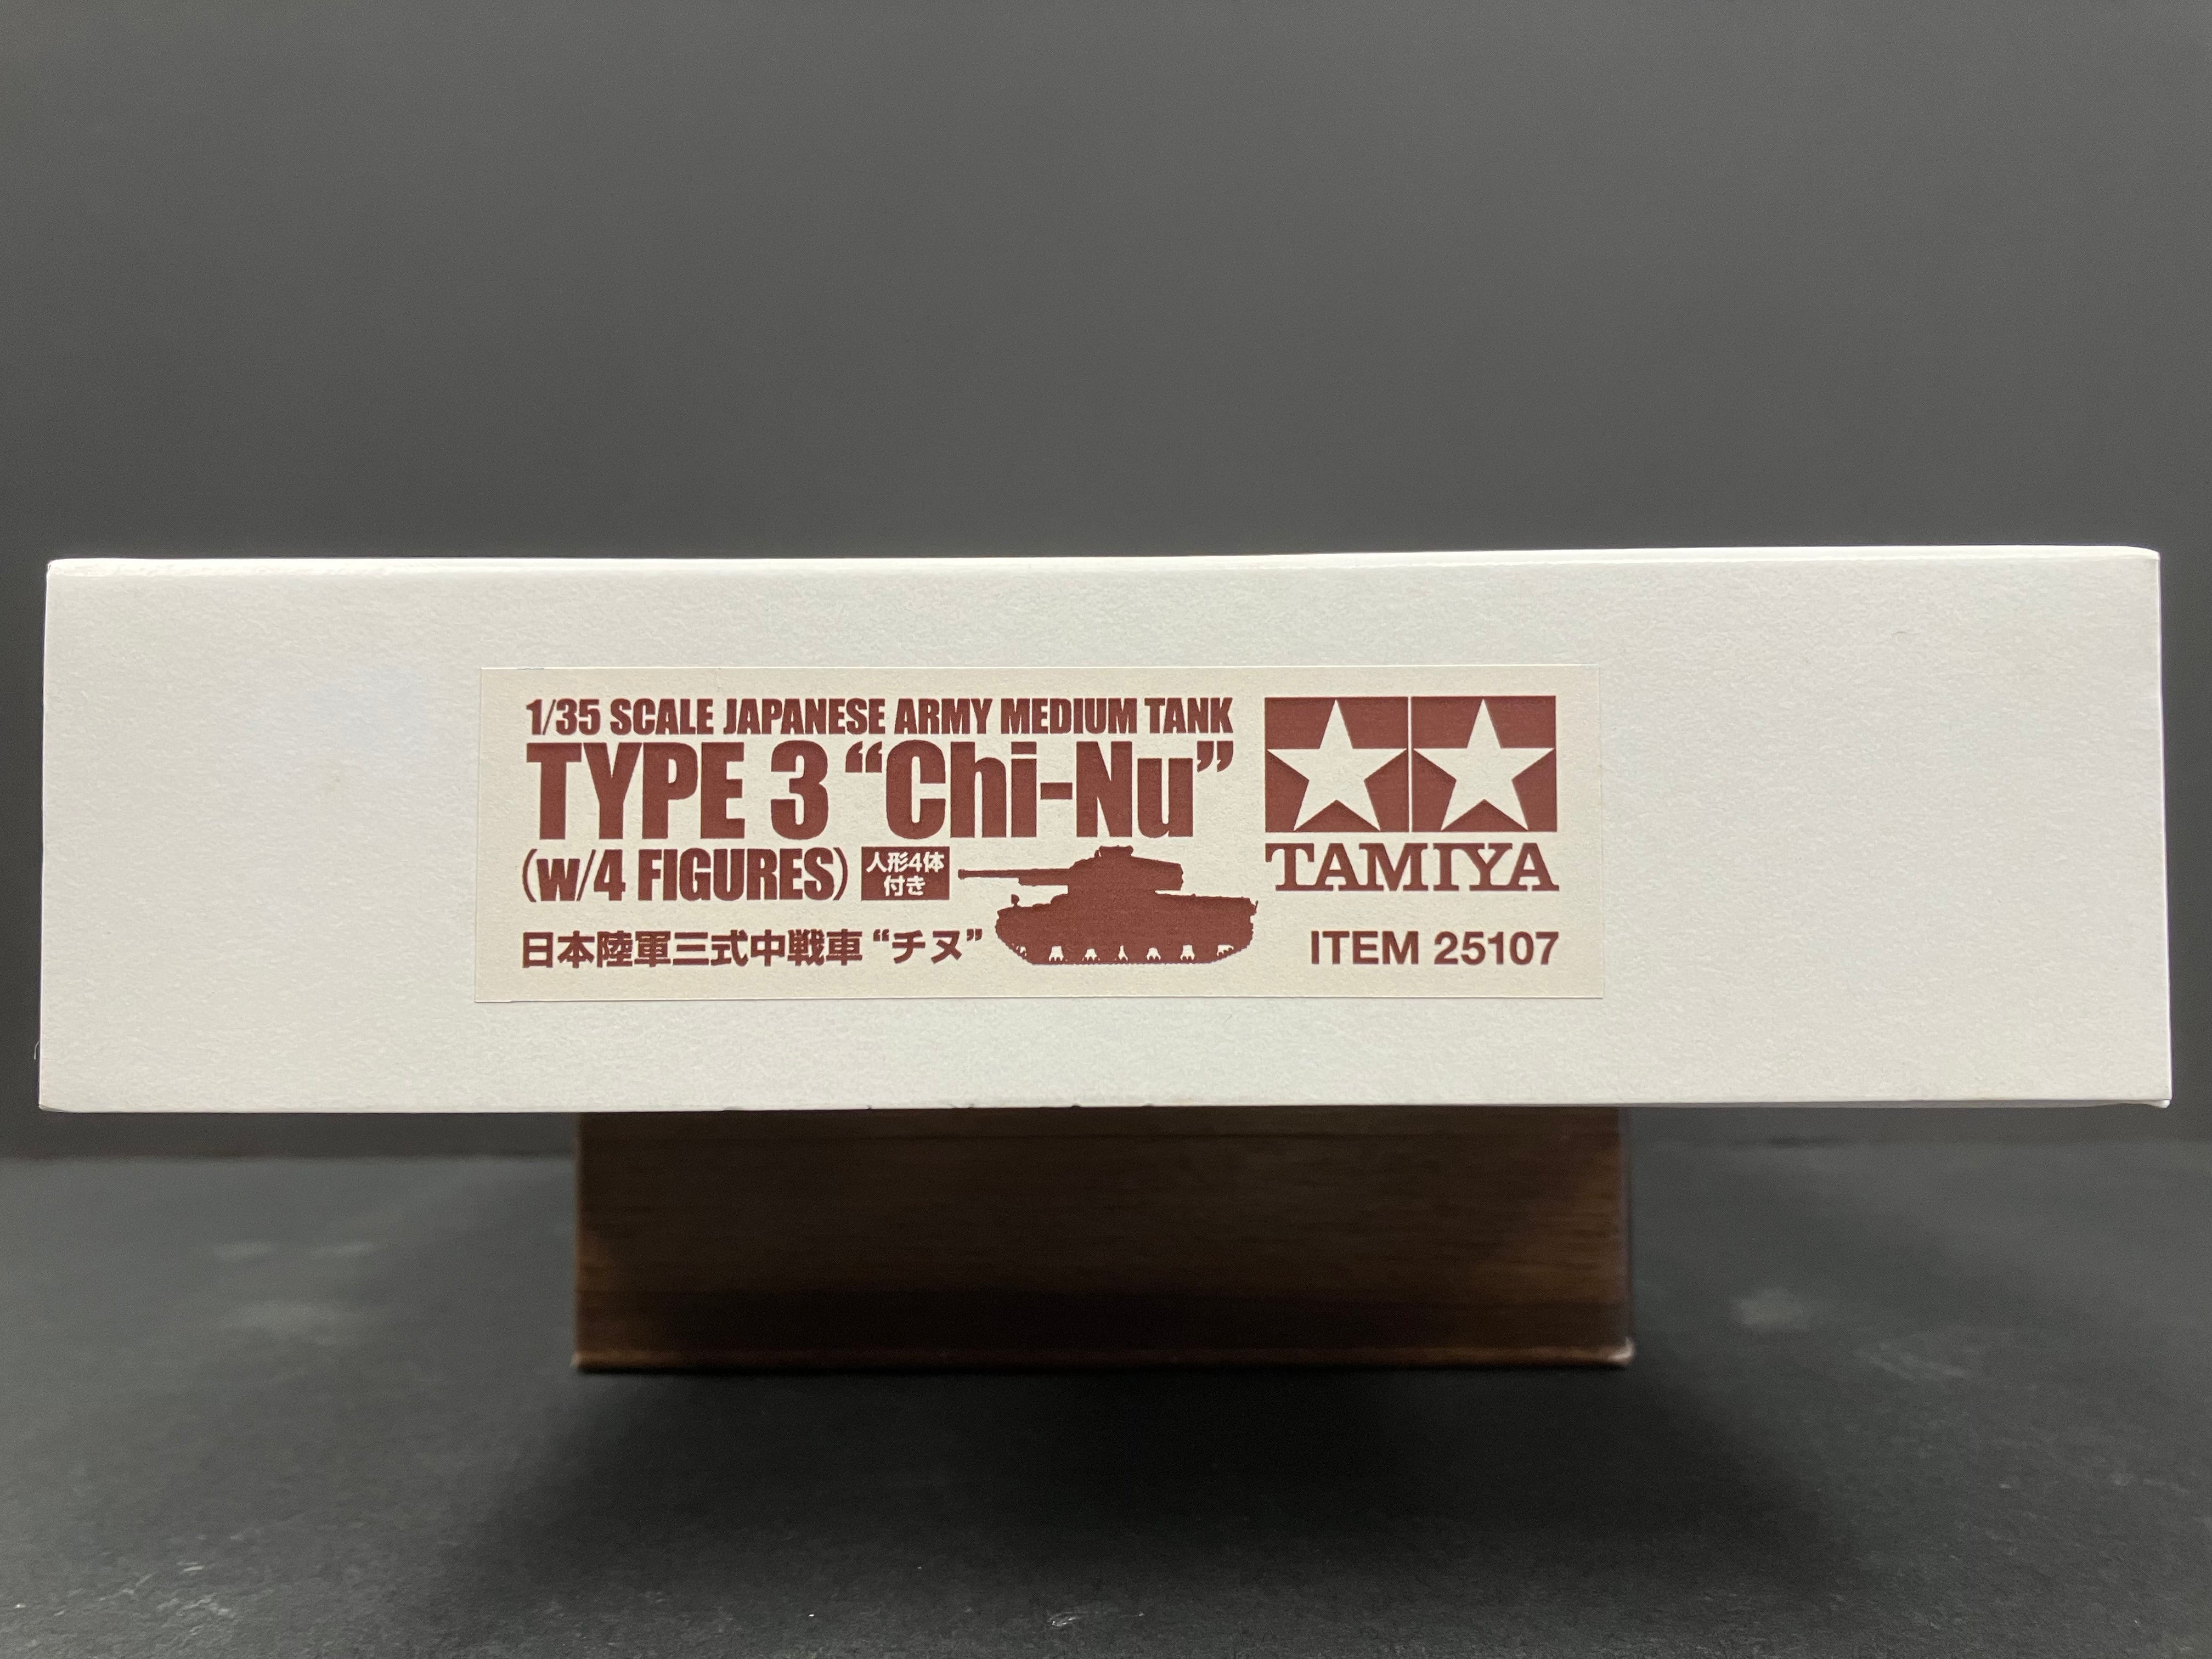 1/35 SCALE JAPANESE ARMY MEDIUM TANK
TYPE 3 “Chi-Nu”
(w/4 FIGURES)
人形4体
付き
日本陸軍三式中戦車 “チヌ”
TAMIYA
ITEM 25107